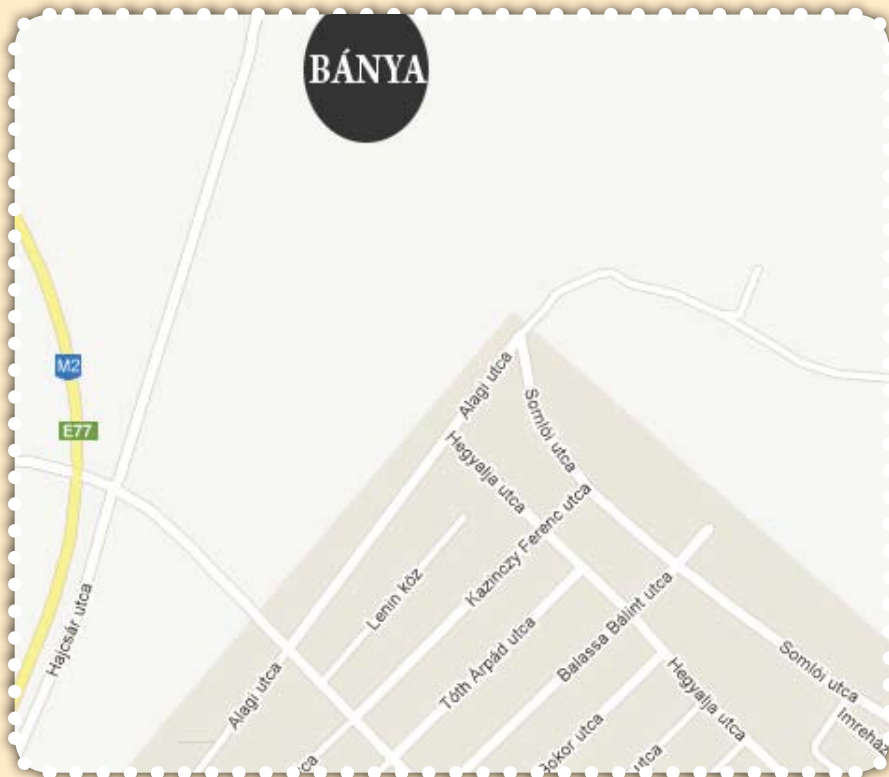 BÁNYA
M2
E77
Alagi utca
Somlói utca
Hegyalja utca
Kazinczy Ferenc utca
Lenin köz
Hajcsár utca
Balassa Bálint utca
Tóth Árpád utca
Alagi utca
Somlói utca
Hegyalja utca
Bokor utca
utca